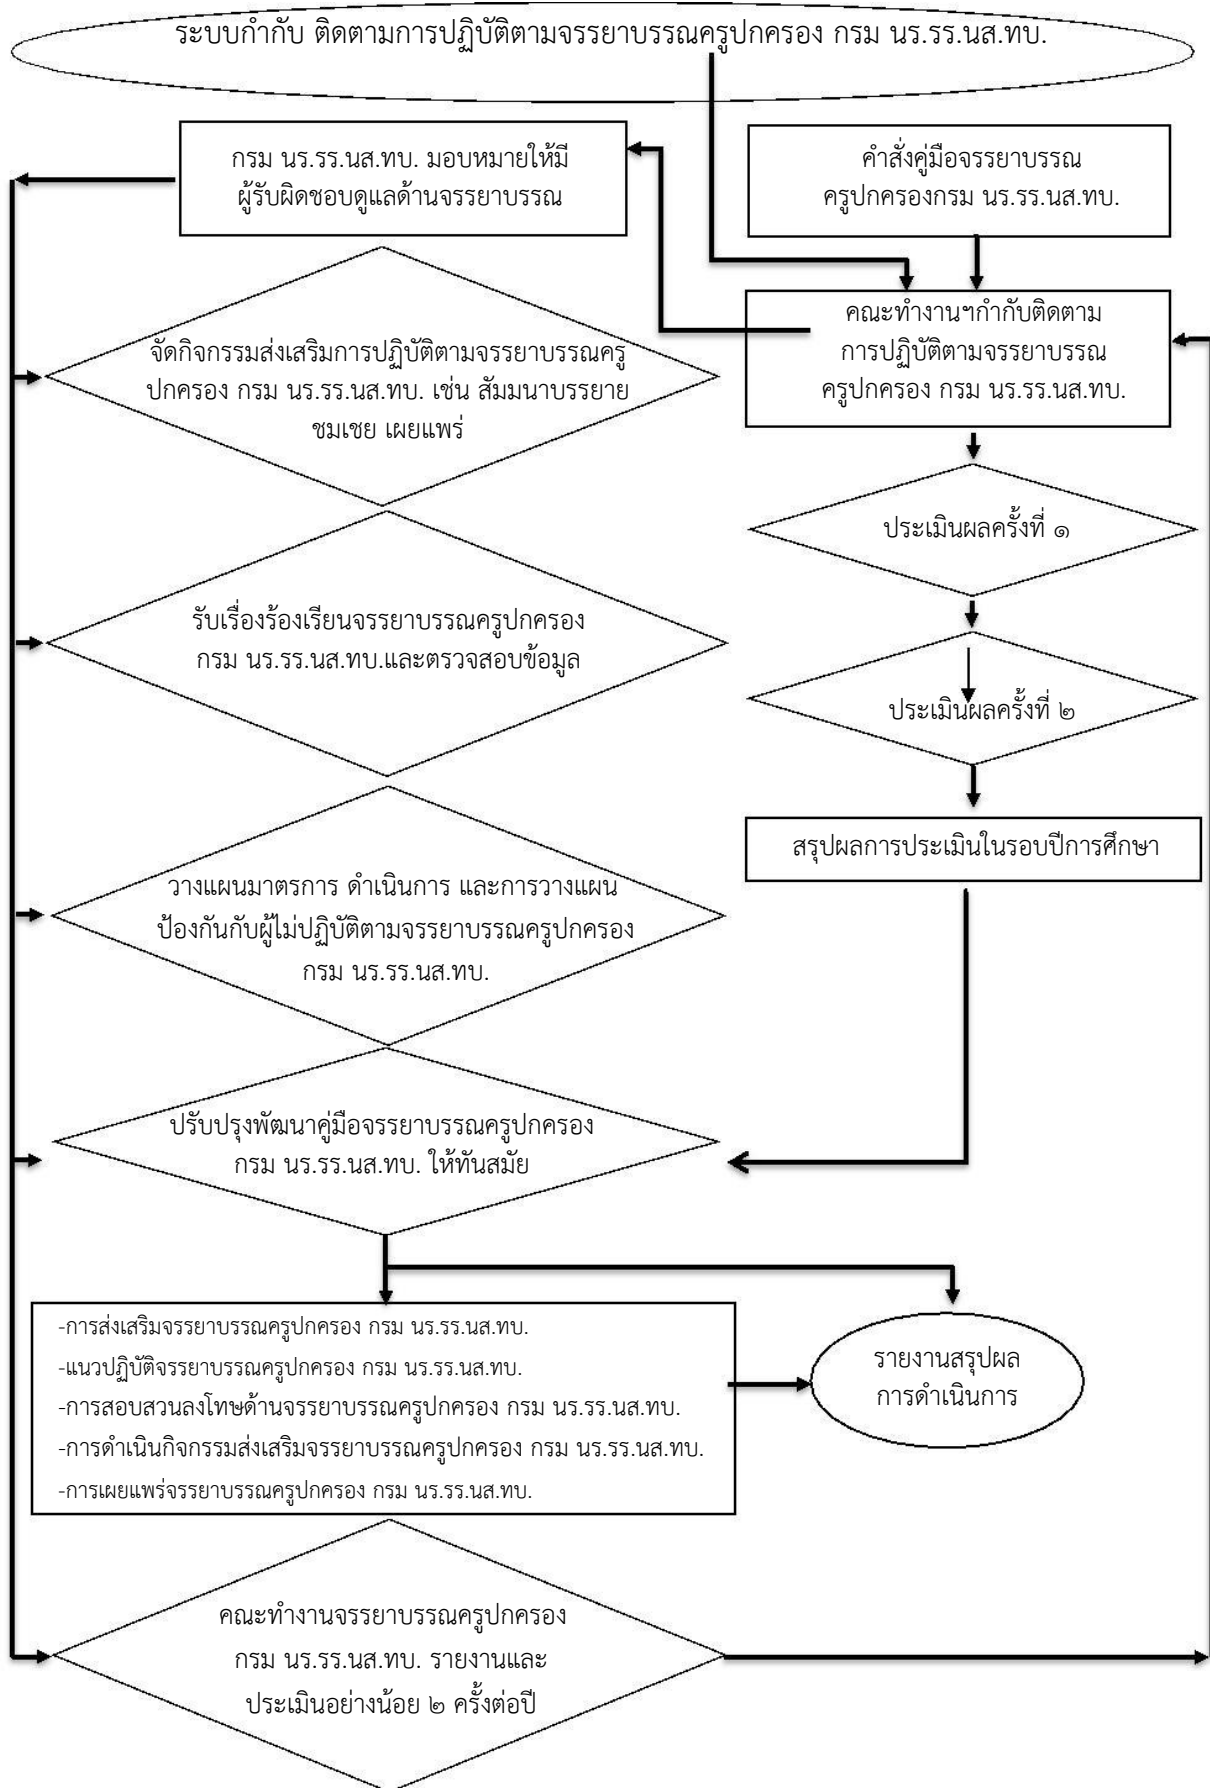 ระบบกำกับ ติดตามการปฏิบัติตามจรรยาบรรณครูปกครอง กรม นร.รร.นส.ทบ.
กรม นร.รร.นส.ทบ. มอบหมายให้มี
ผู้รับผิดชอบดูแลด้านจรรยาบรรณ
คำสั่งคู่มือจรรยาบรรณ
ครูปกครองกรม นร.รร.นส.ทบ.
คณะทำงานฯกำกับติดตาม
การปฏิบัติตามจรรยาบรรณ
ครูปกครอง กรม นร.รร.นส.ทบ.
จัดกิจกรรมส่งเสริมการปฏิบัติตามจรรยาบรรณครู
ปกครอง กรม นร.รร.นส.ทบ. เช่น สัมมนาบรรยาย
ชมเชย เผยแพร่
ประเมินผลครั้งที่ ๑
รับเรื่องร้องเรียนจรรยาบรรณครูปกครอง
กรม นร.รร.นส.ทบ.และตรวจสอบข้อมูล
ประเมินผลครั้งที่ ๒
สรุปผลการประเมินในรอบปีการศึกษา
วางแผนมาตรการ ดำเนินการ และการวางแผน
ป้องกันกับผู้ไม่ปฏิบัติตามจรรยาบรรณครูปกครอง
กรม นร.รร.นส.ทบ.
ปรับปรุงพัฒนาคู่มือจรรยาบรรณครูปกครอง
กรม นร.รร.นส.ทบ. ให้ทันสมัย
-การส่งเสริมจรรยาบรรณครูปกครอง กรม นร.รร.นส.ทบ.
-แนวปฏิบัติจรรยาบรรณครูปกครอง กรม นร.รร.นส.ทบ.
-การสอบสวนลงโทษด้านจรรยาบรรณครูปกครอง กรม นร.รร.นส.ทบ.
-การดำเนินกิจกรรมส่งเสริมจรรยาบรรณครูปกครอง กรม นร.รร.นส.ทบ.
-การเผยแพร่จรรยาบรรณครูปกครอง กรม นร.รร.นส.ทบ.
รายงานสรุปผล
การดำเนินการ
คณะทำงานจรรยาบรรณครูปกครอง
กรม นร.รร.นส.ทบ. รายงานและ
ประเมินอย่างน้อย ๒ ครั้งต่อปี